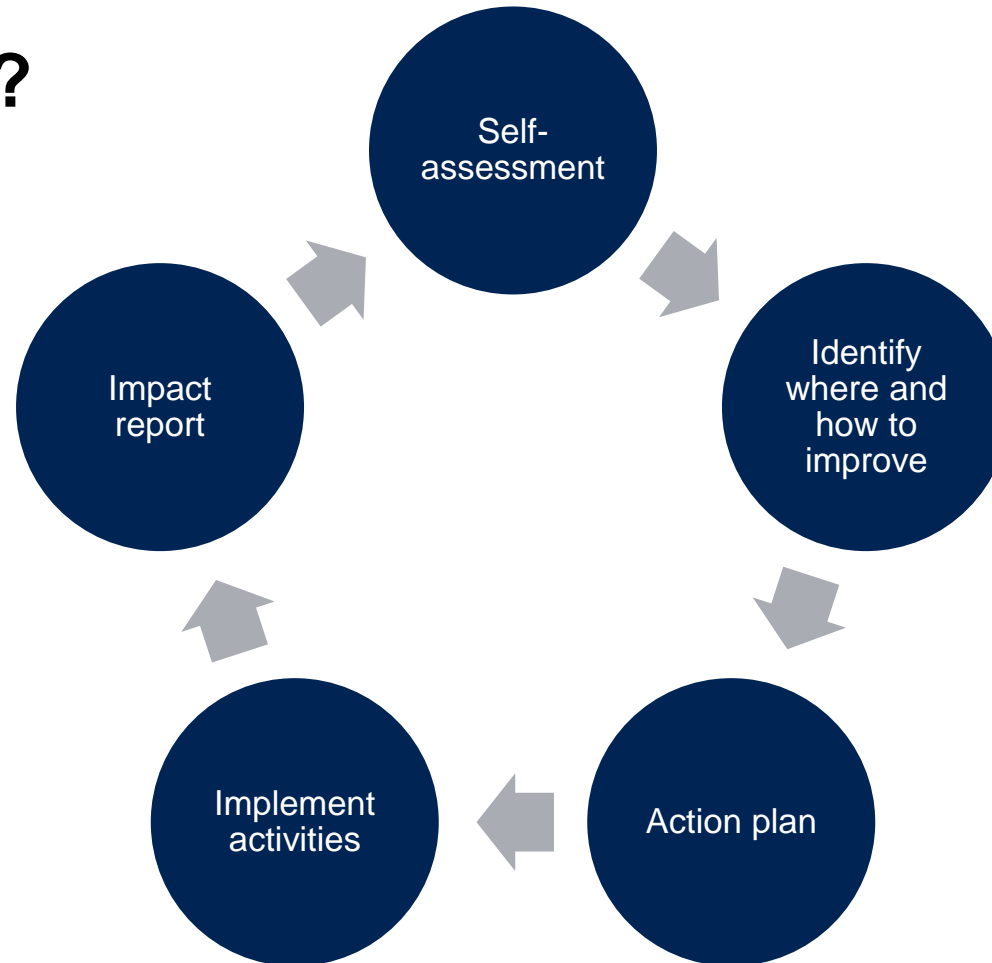 ?
Self-
assessment
Identify
where and
how to
improve
Action plan
Implement
activities
Impact
report